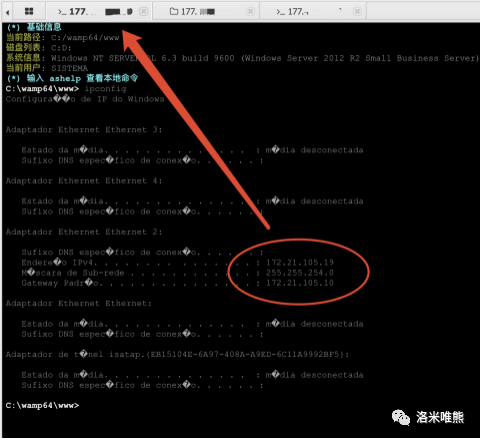 177.
177.
177.
(*) 基础信息
当前路径: C:/wamp64/www
磁盘列表: C:D:
系统信息: Windows NT SERV OL 6.3 build 9600 (Windows Server 2012 R2 Small Business Server)
当前用户: SISTEMA
(*) 输入 ashelp 查看本地命令
C:\wamp64\www> ipconfig
Configura��o de IP do Windows
Adaptador Ethernet Ethernet 3:
Estado da m�dia. . . . . . . . . . . . . . : m�dia desconectada
Sufixo DNS espec�fico de conex�o. . . . . . :
Adaptador Ethernet Ethernet 4:
Estado da m�dia. . . . . . . . . . . . . . : m�dia desconectada
Sufixo DNS espec�fico de conex�o. . . . . . :
Adaptador Ethernet Ethernet 2:
Sufixo DNS espec�fico de conex�o. . . . . . :
Endere�o IPv4. . . . . . . . . . . . . . . : 172.21.105.19
M�scara de Sub-rede . . . . . . . . . . . . : 255.255.254.0
Gateway Padr�o. . . . . . . . . . . . . . . : 172.21.105.10
Adaptador Ethernet Ethernet:
Estado da m�dia. . . . . . . . . . . . . . : m�dia desconectada
Sufixo DNS espec�fico de conex�o. . . . . . :
Adaptador de t�nel isatap.{EB15104E-6A97-408A-A9ED-6C11A9992BF5}:
Estado da m�dia. . . . . . . . . . . . . . : m�dia desconectada
Sufixo DNS espec�fico de conex�o. . . . . . :
C:\wamp64\www>
洛米唯熊